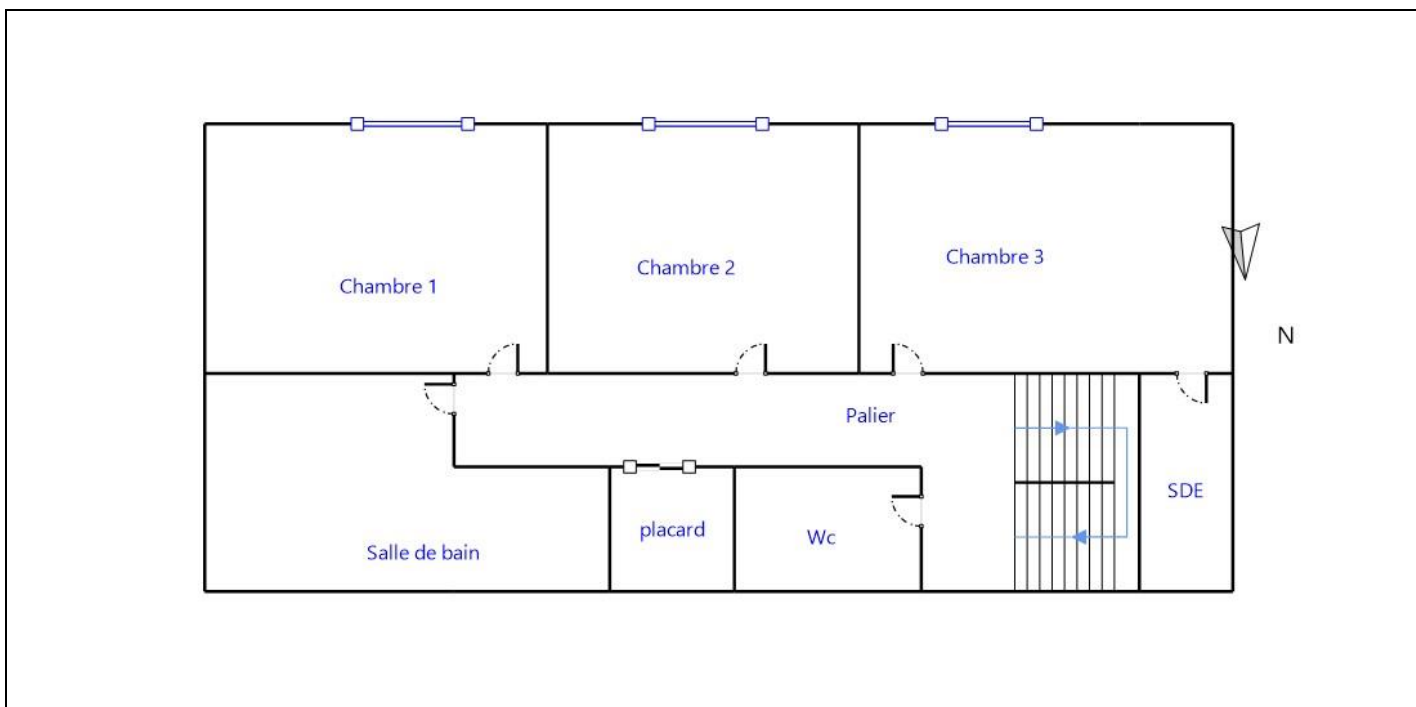 Chambre 1
Chambre 2
Chambre 3
N
Palier
SDE
placard
Wc
Salle de bain